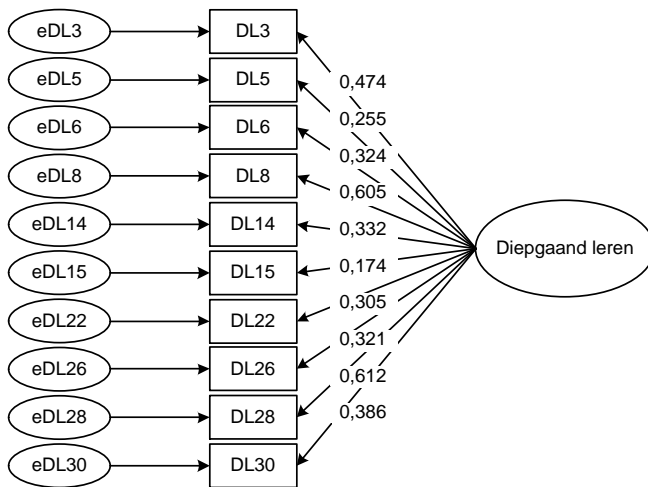 eDL3 DL3
0,474
eDL5 DL5
0,255
eDL6 DL6
0,324
eDL8 DL8
0,605
eDL14 DL14
0,332
Diepgaand leren
eDL15 DL15
0,174
eDL22 DL22
0,305
0,321
eDL26 DL26
0,612
eDL28 DL28
0,386
eDL30 DL30